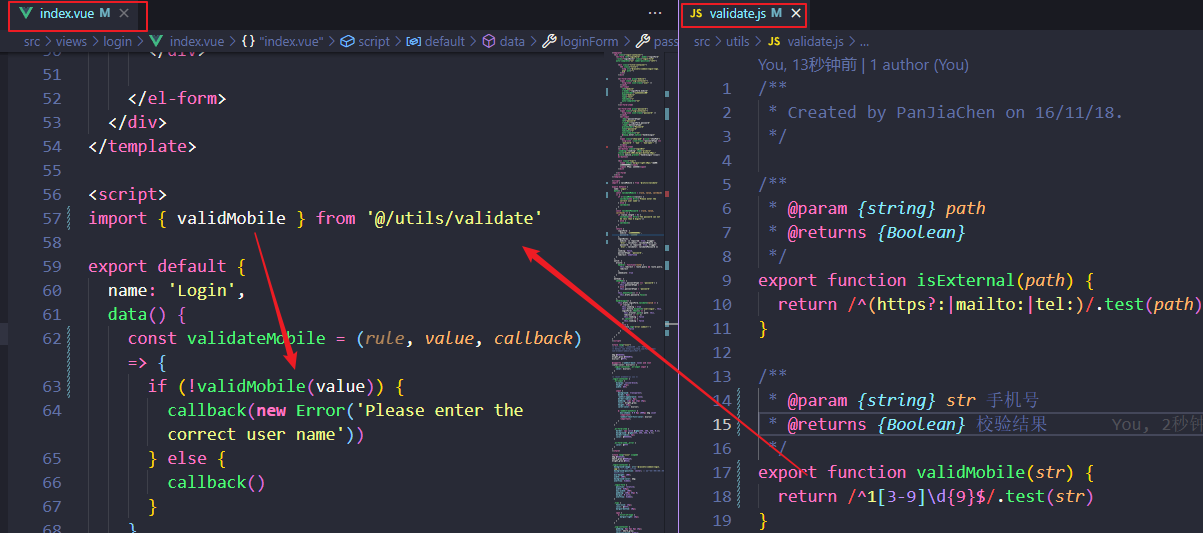 index.vue M
src > views > login > index.vue > {} "index.vue" > script > default > data > loginForm > pass
51
52 </el-form>
53 </div>
54 </template>
55
56 <script>
57 import { validMobile } from '@/utils/validate'
58
59 export default {
60 name: 'Login',
61 data() {
62 const validateMobile = (rule, value, callback)
=> {
63 if (!validMobile(value)) {
64 callback(new Error('Please enter the
correct user name'))
65 } else {
66 callback()
67 }
68 }
JS validate.js M
src > utils > JS validate.js > ...
You, 13秒钟前 | 1 author (You)
1 /**
2 * Created by PanJiaChen on 16/11/18.
3 */
4
5 /**
6 * @param {string} path
7 * @returns {Boolean}
8 */
9 export function isExternal(path) {
10 return /^(https?:|mailto:|tel:)/.test(path)
11 }
12
13 /**
14 * @param {string} str 手机号
15 * @returns {Boolean} 校验结果 You, 2秒钟
16 */
17 export function validMobile(str) {
18 return /^1[3-9]\d{9}$/.test(str)
19 }